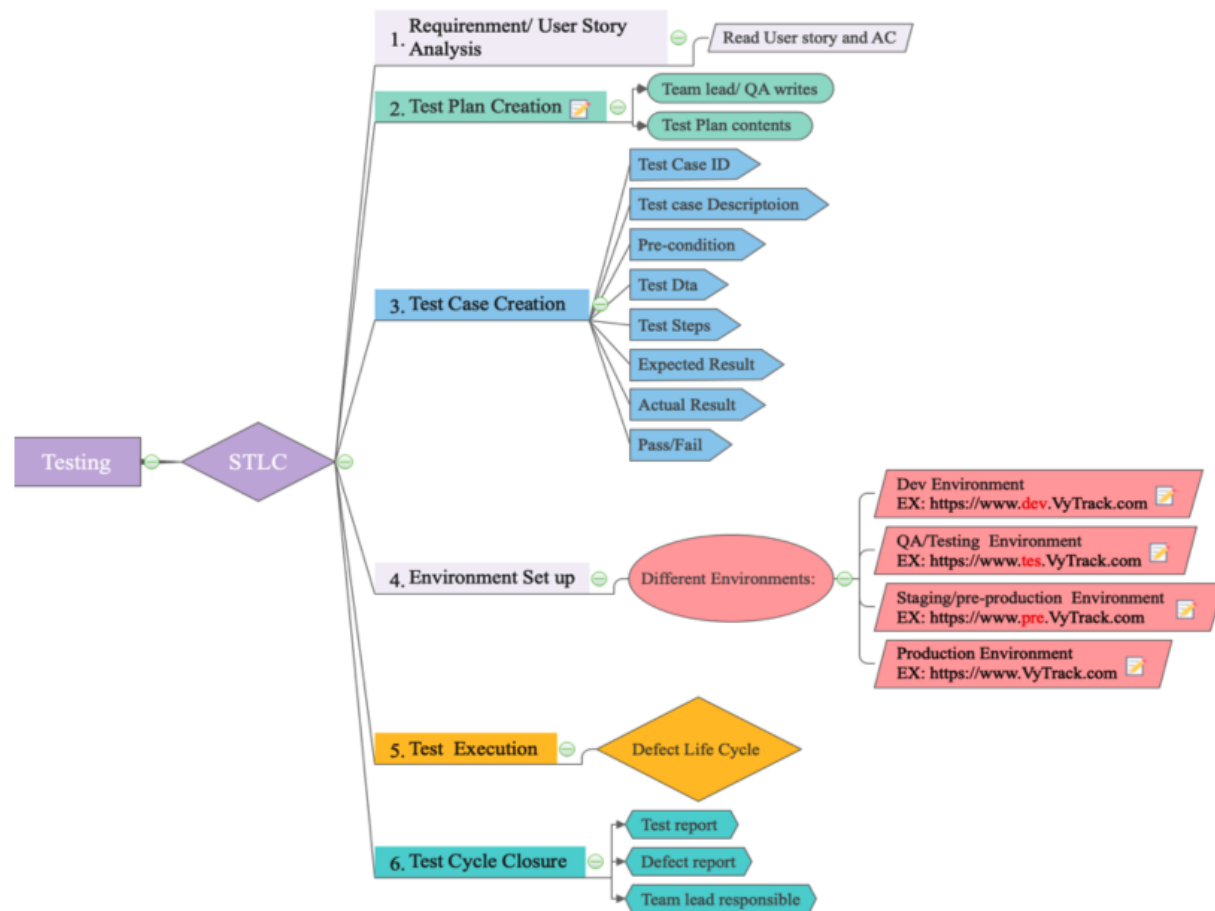 Testing
STLC
1. Requirenment/ User Story
Analysis
Read User story and AC
2. Test Plan Creation
Team lead/ QA writes
Test Plan contents
3. Test Case Creation
Test Case ID
Test case Descriptoion
Pre-condition
Test Dta
Test Steps
Expected Result
Actual Result
Pass/Fail
4. Environment Set up
Different Environments:
Dev Environment
EX: https://www.dev.VyTrack.com
QA/Testing Environment
EX: https://www.tes.VyTrack.com
Staging/pre-production Environment
EX: https://www.pre.VyTrack.com
Production Environment
EX: https://www.VyTrack.com
5. Test Execution
Defect Life Cycle
6. Test Cycle Closure
Test report
Defect report
Team lead responsible